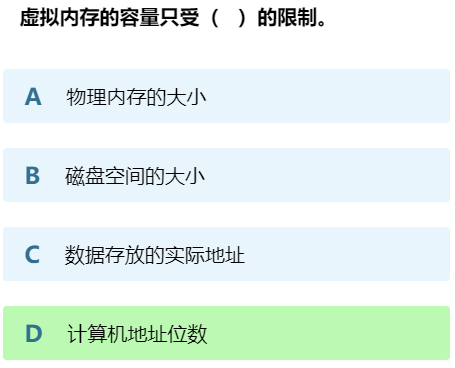 虚拟内存的容量只受（ ）的限制。
A 物理内存的大小
B 磁盘空间的大小
C 数据存放的实际地址
D 计算机地址位数